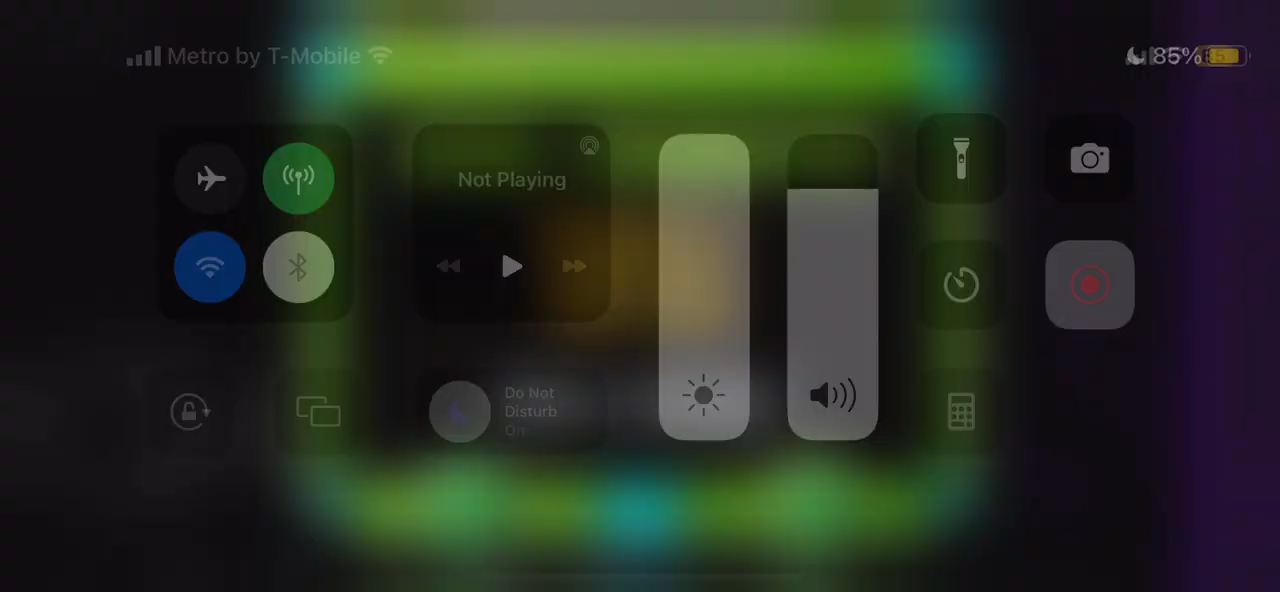 Metro by T-Mobile
85%
Not Playing
Do Not
Disturb
On